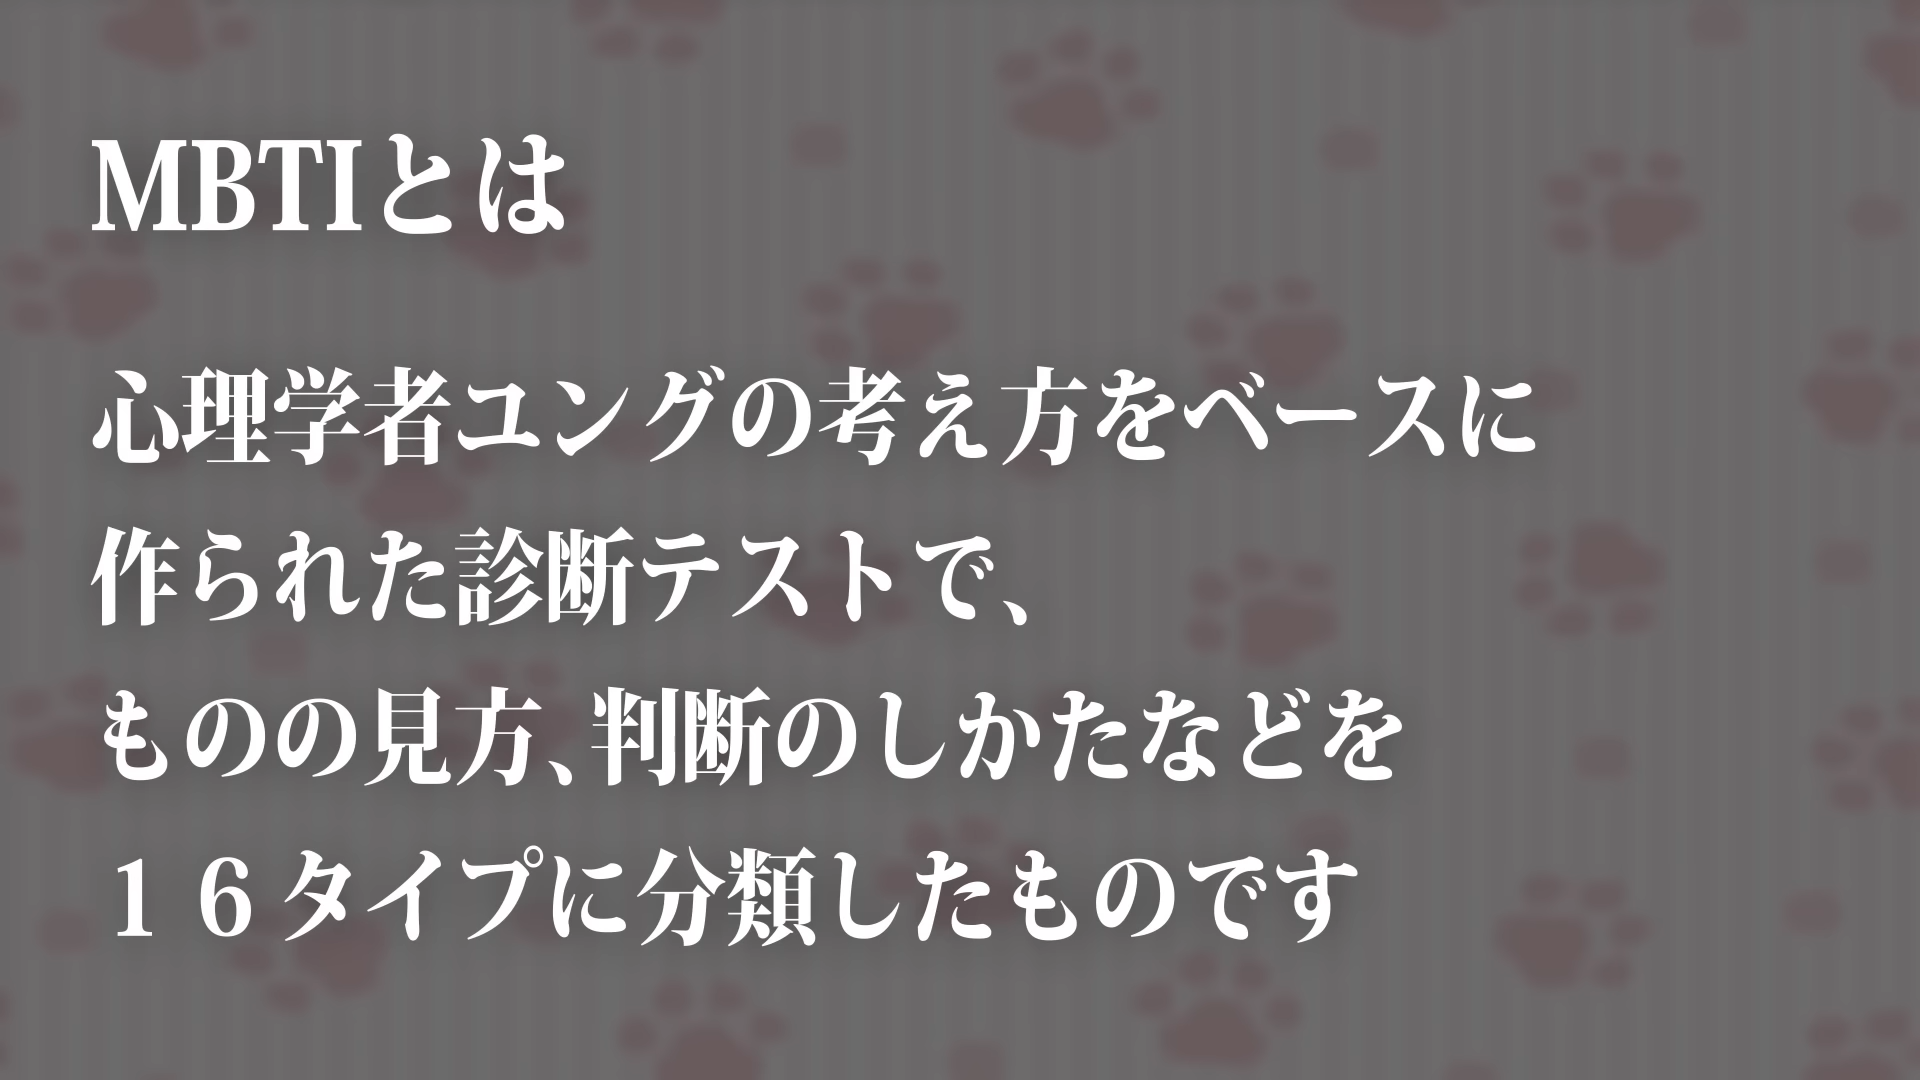 MBTIとは
心理学者ユングの考え方をベースに
作られた診断テストで、
ものの見方、判断のしかたなどを
１６タイプに分類したものです